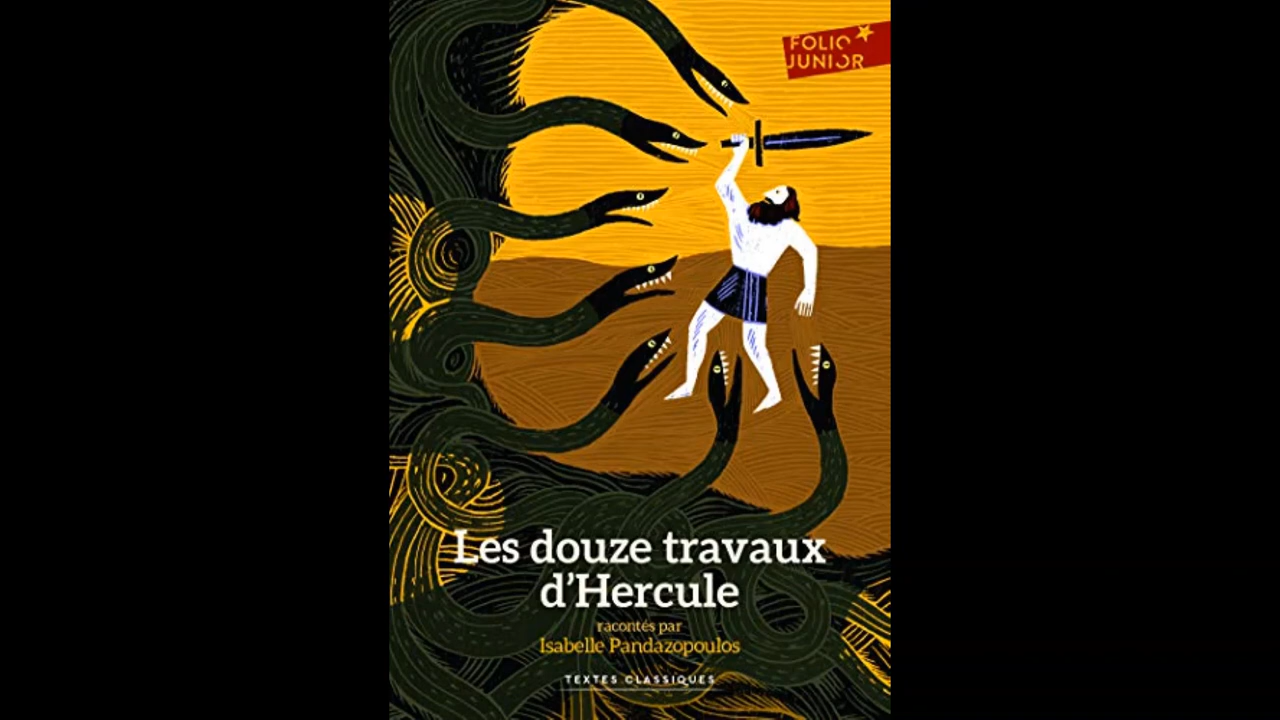 FOLIO
JUNIOR
Les douze travaux
d'Hercule
racontés par
Isabelle Pandazopoulos
TEXTES CLASSIQUES